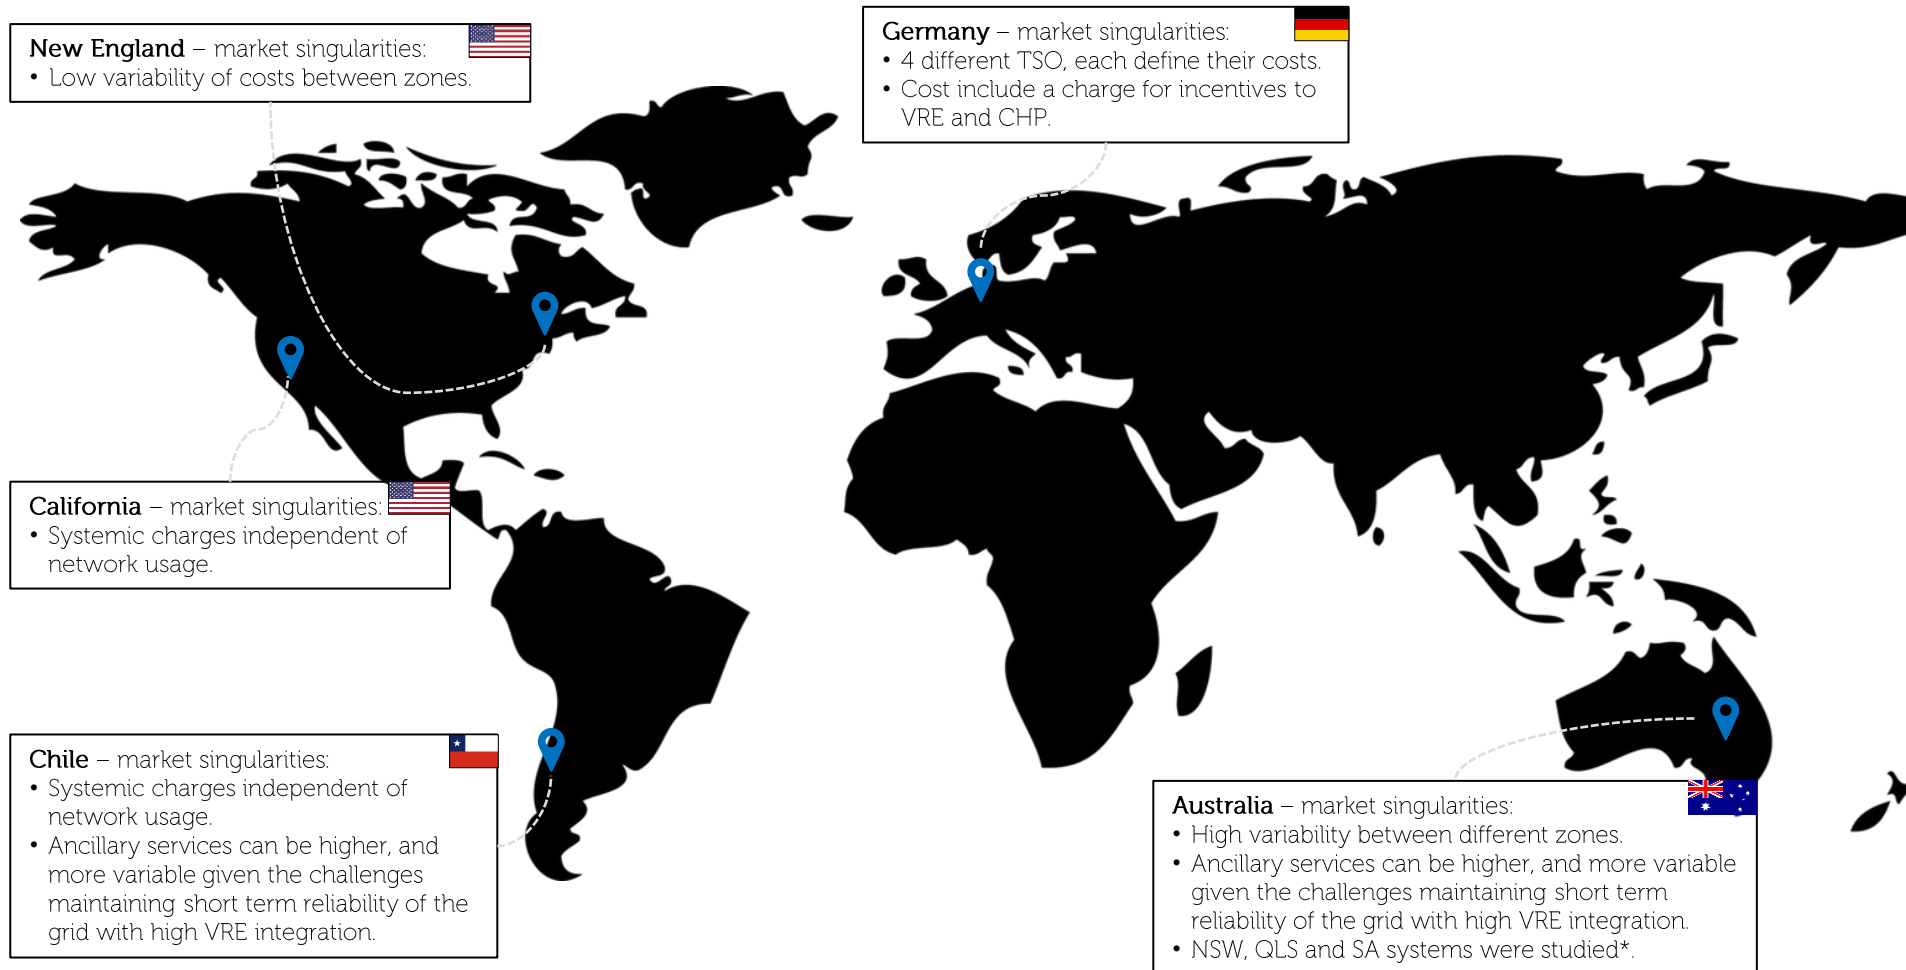 New England – market singularities:
• Low variability of costs between zones.
Germany – market singularities:
• 4 different TSO, each define their costs.
• Cost include a charge for incentives to
VRE and CHP.
California – market singularities:
• Systemic charges independent of
network usage.
Chile – market singularities:
• Systemic charges independent of
network usage.
• Ancillary services can be higher, and
more variable given the challenges
maintaining short term reliability of the
grid with high VRE integration.
Australia – market singularities:
• High variability between different zones.
• Ancillary services can be higher, and more variable
given the challenges maintaining short term
reliability of the grid with high VRE integration.
• NSW, QLS and SA systems were studied*.